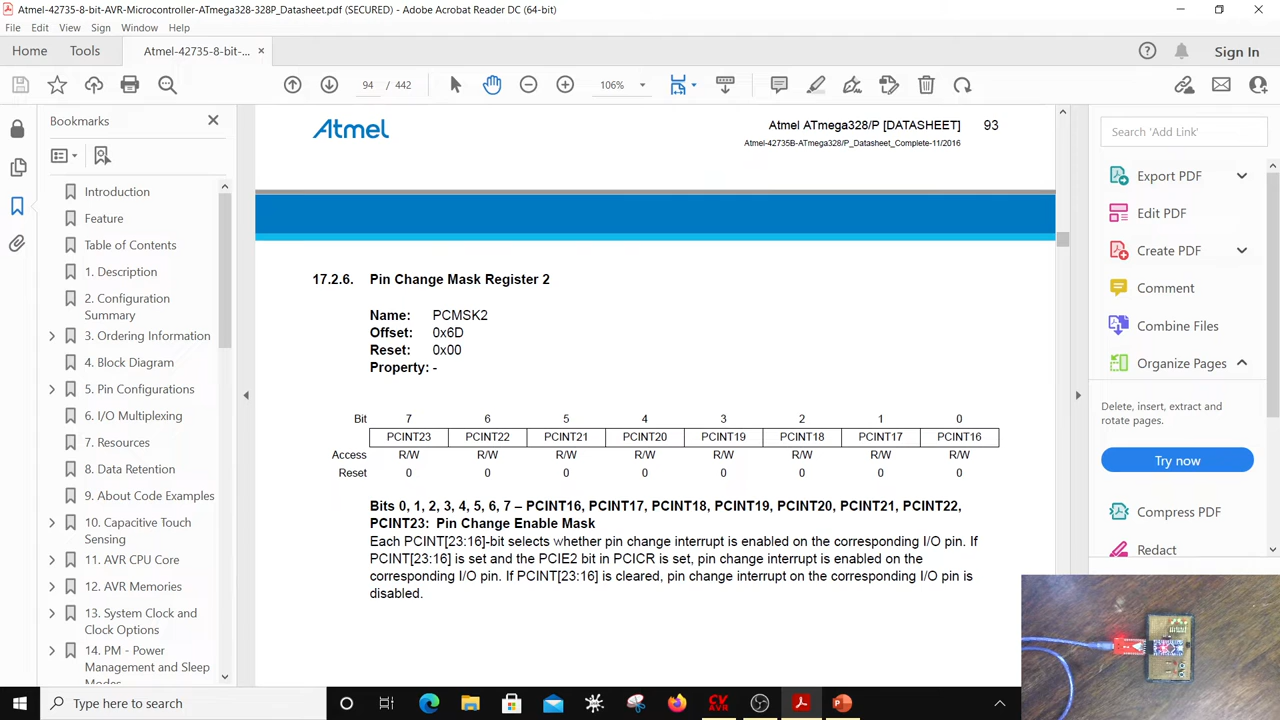 Atmel-42735-8-bit-AVR-Microcontroller-ATmega328-328P_Datasheet.pdf (SECURED) - Adobe Acrobat Reader DC (64-bit)
File Edit View Sign Window Help
Home Tools Atmel-42735-8-bit-... × ? Sign In
94 / 442 106%
Bookmarks
Introduction
Feature
Table of Contents
1. Description
2. Configuration
Summary
3. Ordering Information
4. Block Diagram
5. Pin Configurations
6. I/O Multiplexing
7. Resources
8. Data Retention
9. About Code Examples
10. Capacitive Touch
Sensing
11. AVR CPU Core
12. AVR Memories
13. System Clock and
Clock Options
14. PM - Power
Management and Sleep
Atmel
Atmel ATmega328/P [DATASHEET] 93
Atmel-42735B-ATmega328/P_Datasheet_Complete-11/2016
17.2.6. Pin Change Mask Register 2
Name: PCMSK2
Offset: 0x6D
Reset: 0x00
Property: -
Bit 7 6 5 4 3 2 1 0
PCINT23 PCINT22 PCINT21 PCINT20 PCINT19 PCINT18 PCINT17 PCINT16
Access R/W R/W R/W R/W R/W R/W R/W R/W
Reset 0 0 0 0 0 0 0 0
Bits 0, 1, 2, 3, 4, 5, 6, 7 – PCINT16, PCINT17, PCINT18, PCINT19, PCINT20, PCINT21, PCINT22,
PCINT23: Pin Change Enable Mask
Each PCINT[23:16]-bit selects whether pin change interrupt is enabled on the corresponding I/O pin. If
PCINT[23:16] is set and the PCIE2 bit in PCICR is set, pin change interrupt is enabled on the
corresponding I/O pin. If PCINT[23:16] is cleared, pin change interrupt on the corresponding I/O pin is
disabled.
Search 'Add Link'
Export PDF
Edit PDF
Create PDF
Comment
Combine Files
Organize Pages
Delete, insert, extract and
rotate pages.
Try now
Compress PDF
Redact
Type here to search
CV
AVR